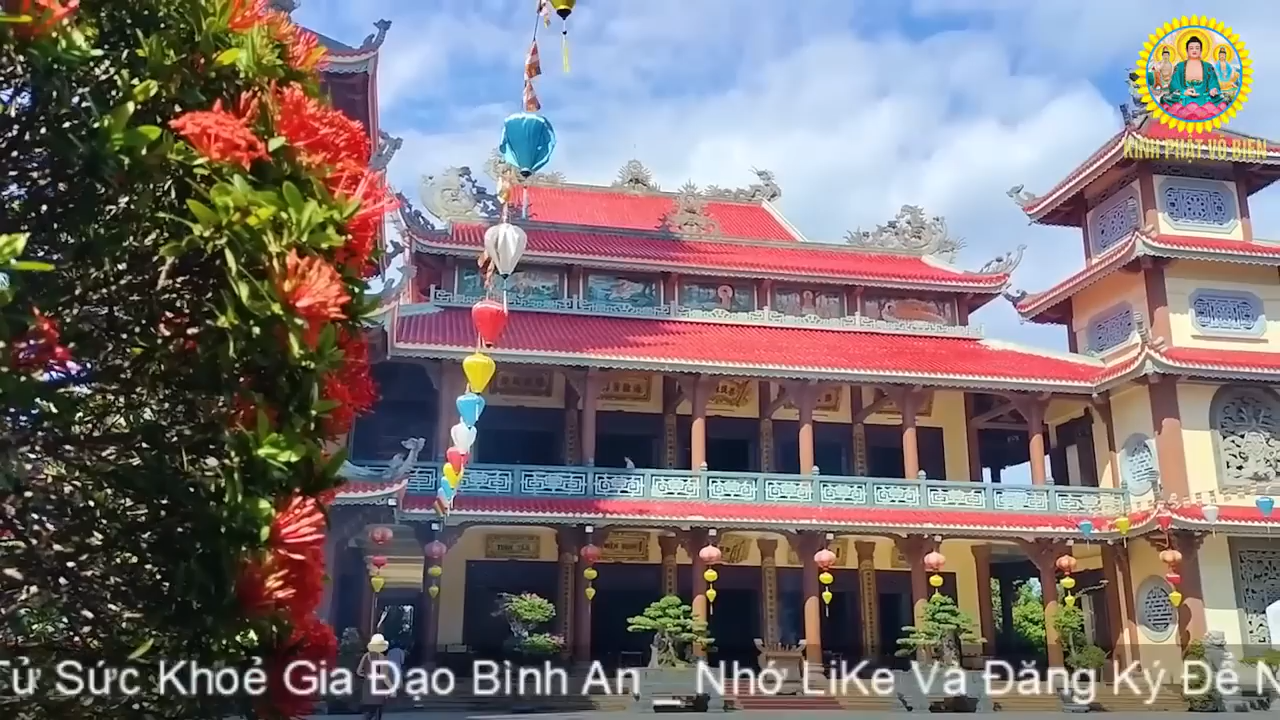 KINH PHẬT VÔ BIÊN
Tử Sức Khoẻ Gia Đạo Bình An _ Nhớ LiKe Và Đăng Ký Để N